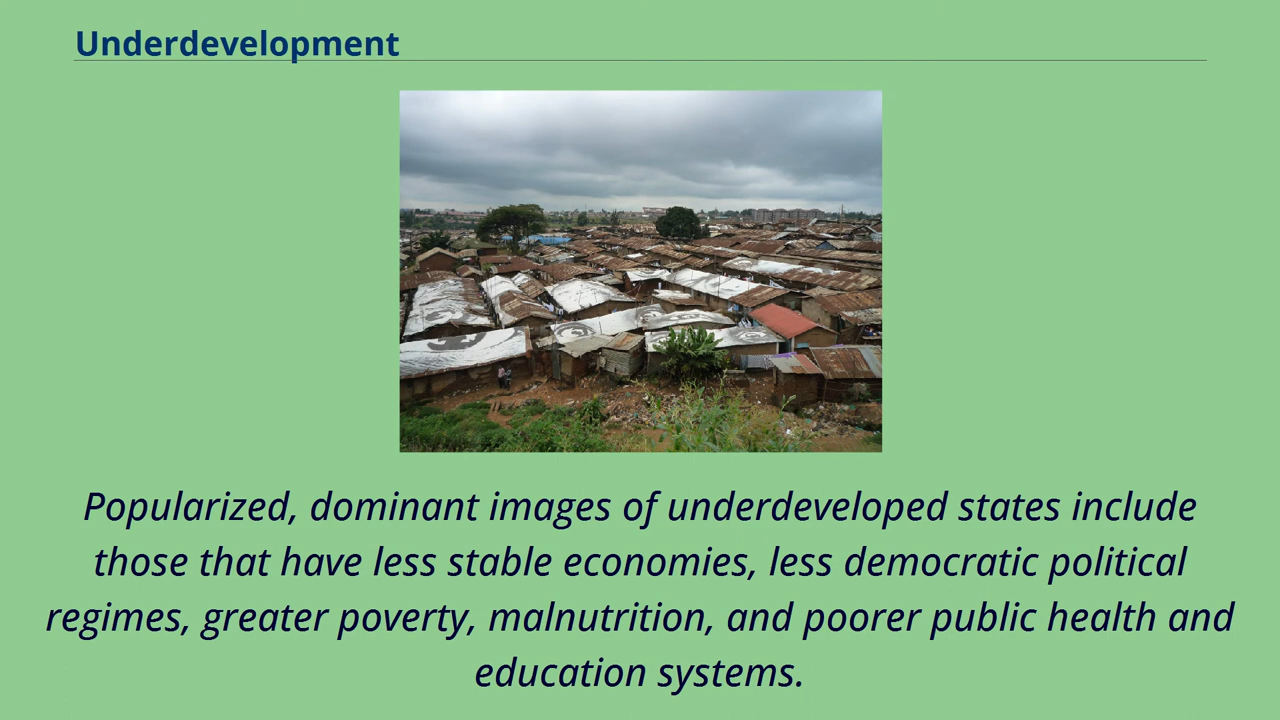 Underdevelopment
Popularized, dominant images of underdeveloped states include
those that have less stable economies, less democratic political
regimes, greater poverty, malnutrition, and poorer public health and
education systems.